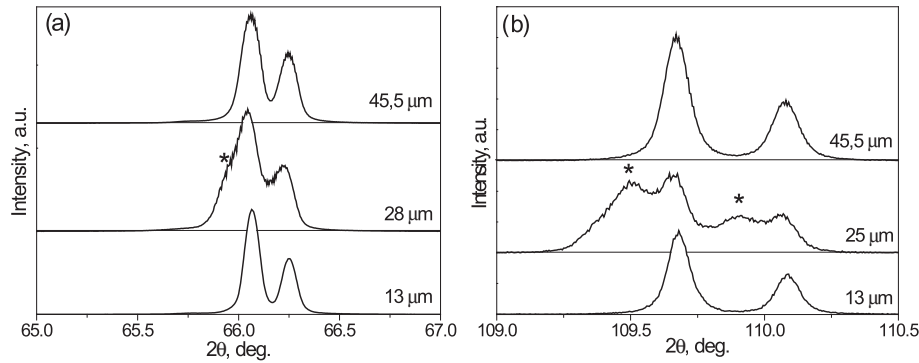 (a)
45,5 μm
*
28 μm
13 μm
Intensity, a.u.
65.0 65.5 66.0 66.5 67.0
2θ, deg.
(b)
45,5 μm
* *
25 μm
13 μm
Intensity, a.u.
109.0 109.5 110.0 110.5
2θ, deg.